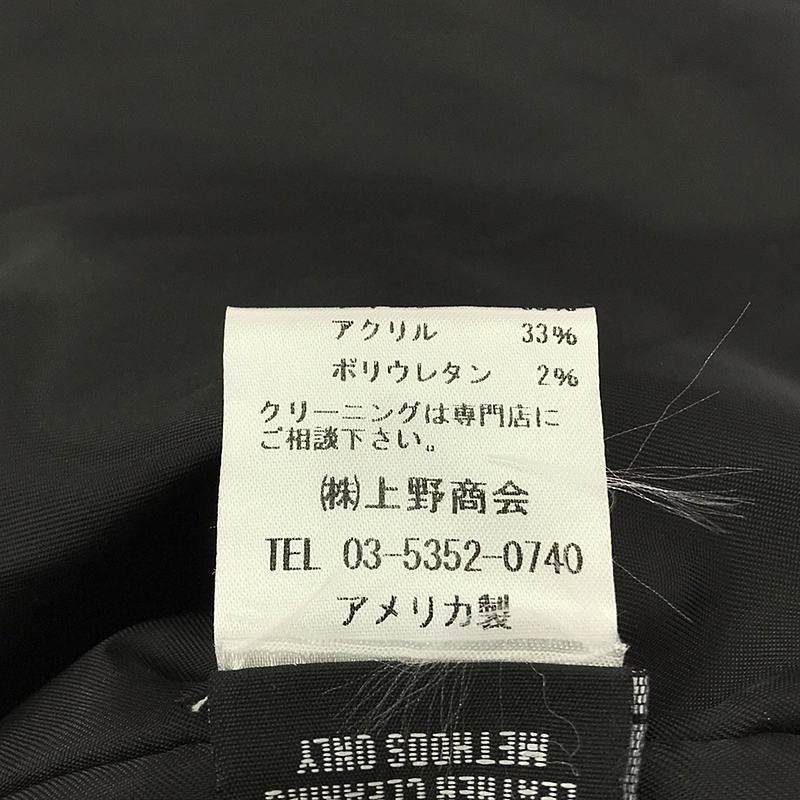 アクリル 33%
ポリウレタン 2%
クリーニングは専門店に
ご相談下さい。
㈱上野商会
TEL 03-5352-0740
アメリカ製
METHODS ONLY
LEATHER CLEANING